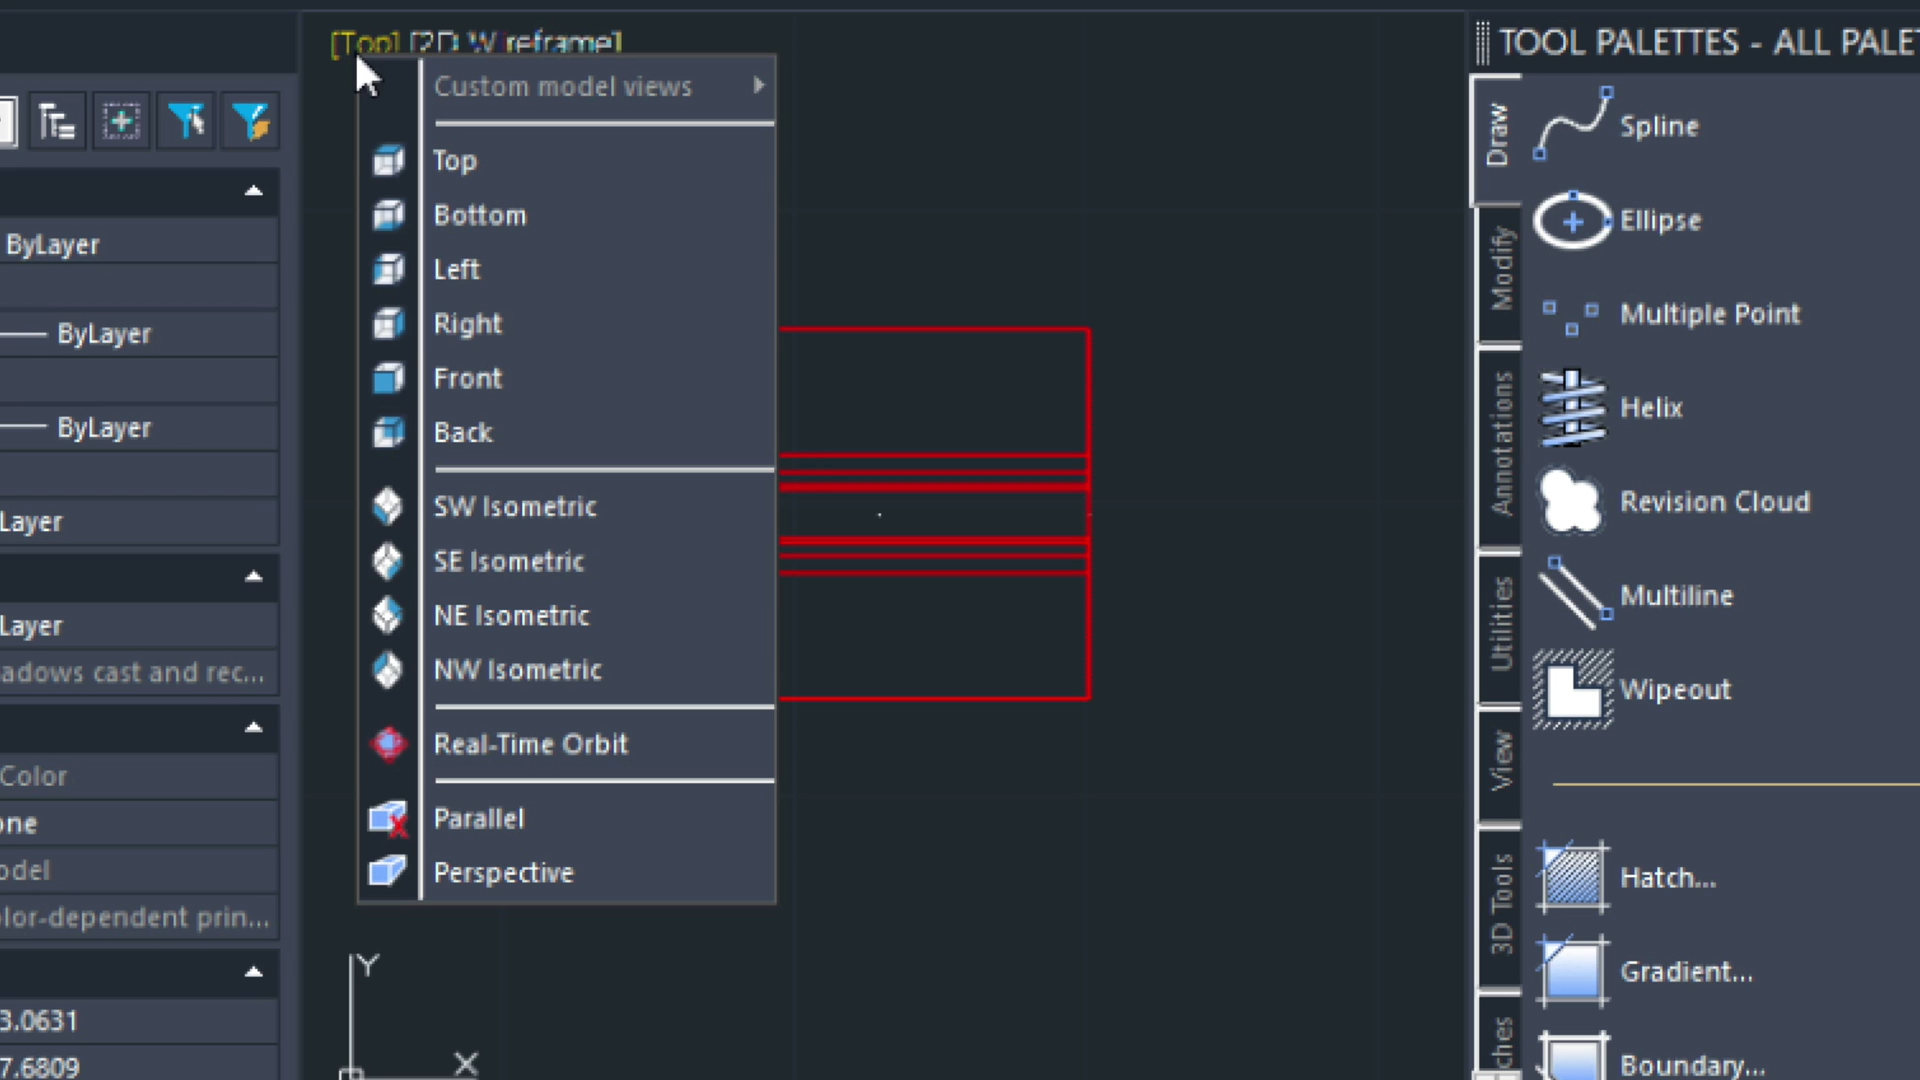 [Top] [2D Wireframe]
Custom model views
Top
Bottom
Left
Right
Front
Back
SW Isometric
SE Isometric
NE Isometric
NW Isometric
Real-Time Orbit
Parallel
Perspective
ByLayer
ByLayer
ByLayer
Layer
Layer
adows cast and rec...
Color
one
odel
olor-dependent prin...
3.0631
7.6809
Y
X
TOOL PALETTES - ALL PALET
Draw
Modify
Annotations
Utilities
View
3D Tools
ches
Spline
Ellipse
Multiple Point
Helix
Revision Cloud
Multiline
Wipeout
Hatch...
Gradient...
Boundary...